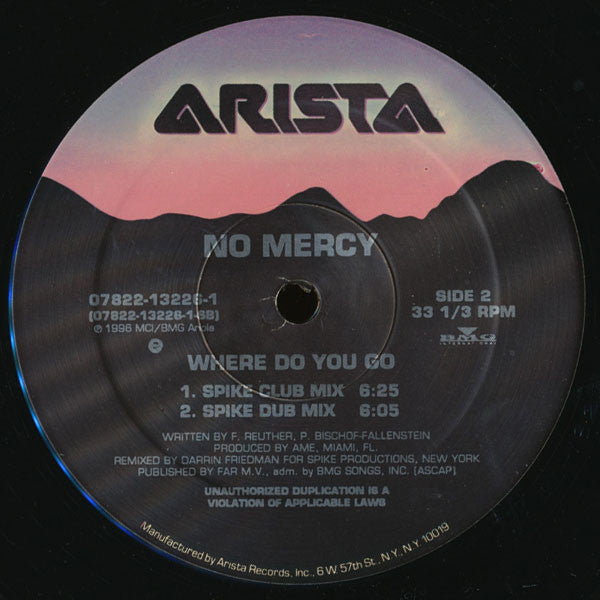 ARISTA
TM
®
NO MERCY
07822-13226-1
(07822-13226-1-SB)
℗ 1996 MCI/BMG Ariola
e
SIDE 2
33 1/3 RPM
BMG
INTERNATIONAL
WHERE DO YOU GO
1. SPIKE CLUB MIX 6:25
2. SPIKE DUB MIX 6:05
WRITTEN BY F. REUTHER, P. BISCHOF-FALLENSTEIN
PRODUCED BY AME, MIAMI, FL.
REMIXED BY DARRIN FRIEDMAN FOR SPIKE PRODUCTIONS, NEW YORK
PUBLISHED BY FAR M.V., adm. by BMG SONGS, INC. (ASCAP)
UNAUTHORIZED DUPLICATION IS A
VIOLATION OF APPLICABLE LAWS
Manufactured by Arista Records, Inc., 6 W. 57th St., N.Y., N.Y. 10019